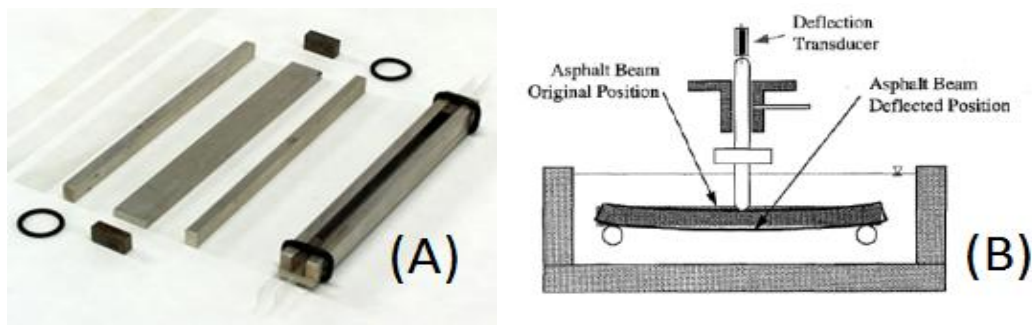 (A)
Deflection
Transducer
Asphalt Beam
Original Position
Asphalt Beam
Deflected Position
(B)